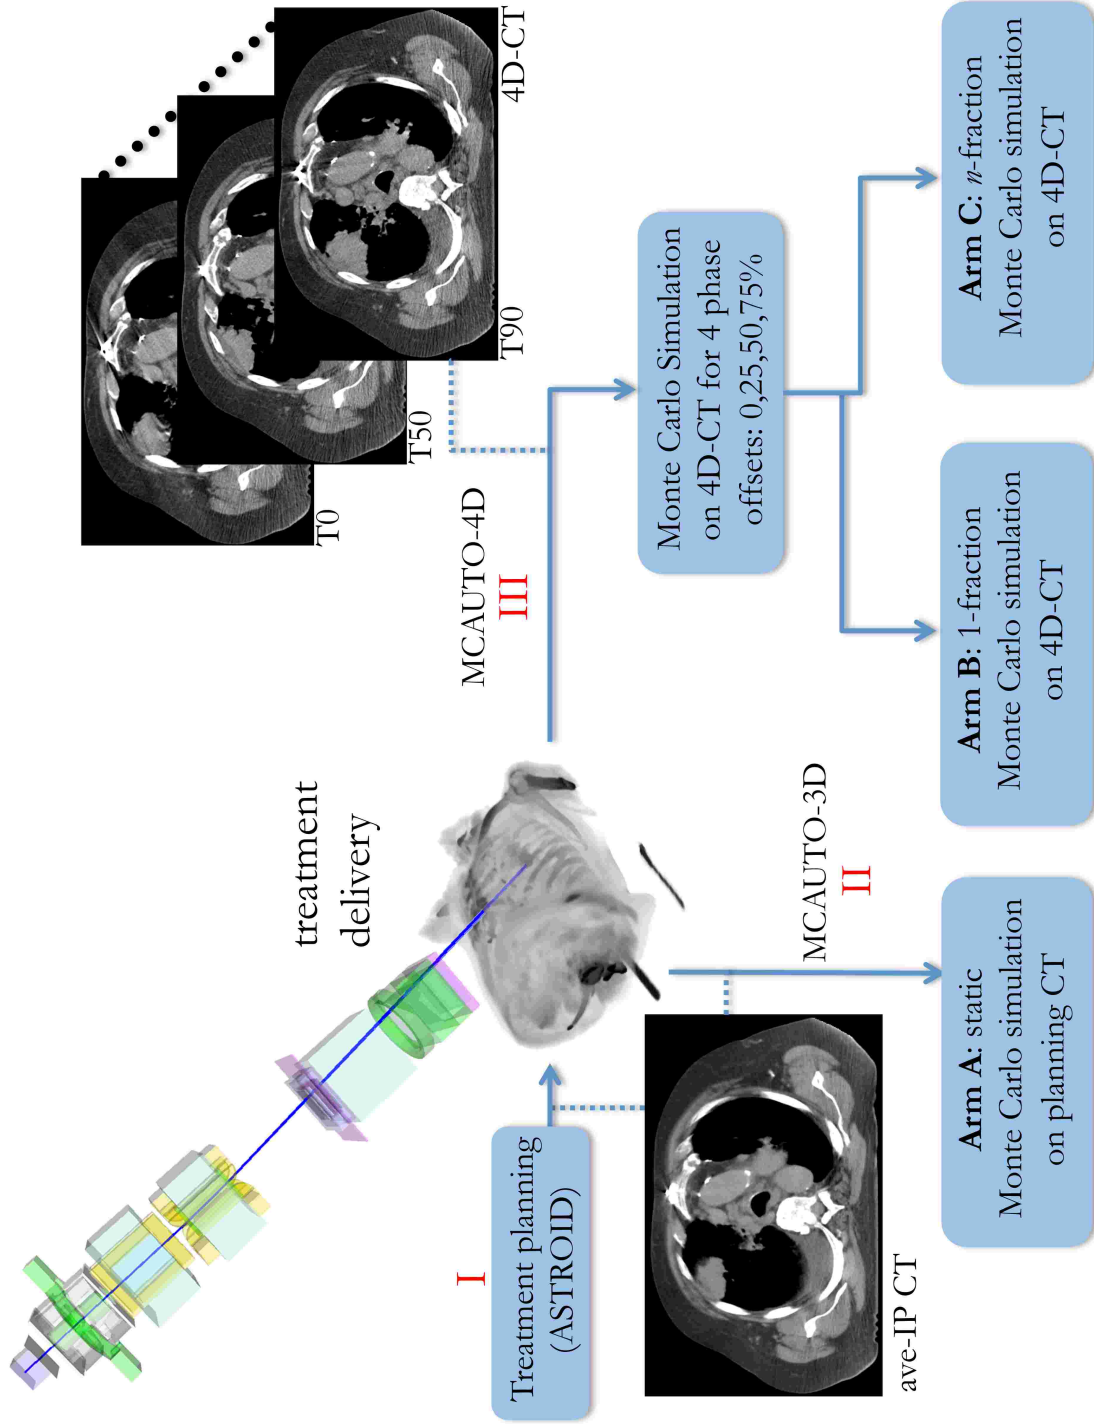 I
Treatment planning
(ASTROID)
ave-IP CT
treatment
delivery
MCAUTO-4D
III
T0
T50
T90
4D-CT
MCAUTO-3D
II
Monte Carlo Simulation
on 4D-CT for 4 phase
offsets: 0,25,50,75%
Arm A: static
Monte Carlo simulation
on planning CT
Arm B: 1-fraction
Monte Carlo simulation
on 4D-CT
Arm C: n-fraction
Monte Carlo simulation
on 4D-CT